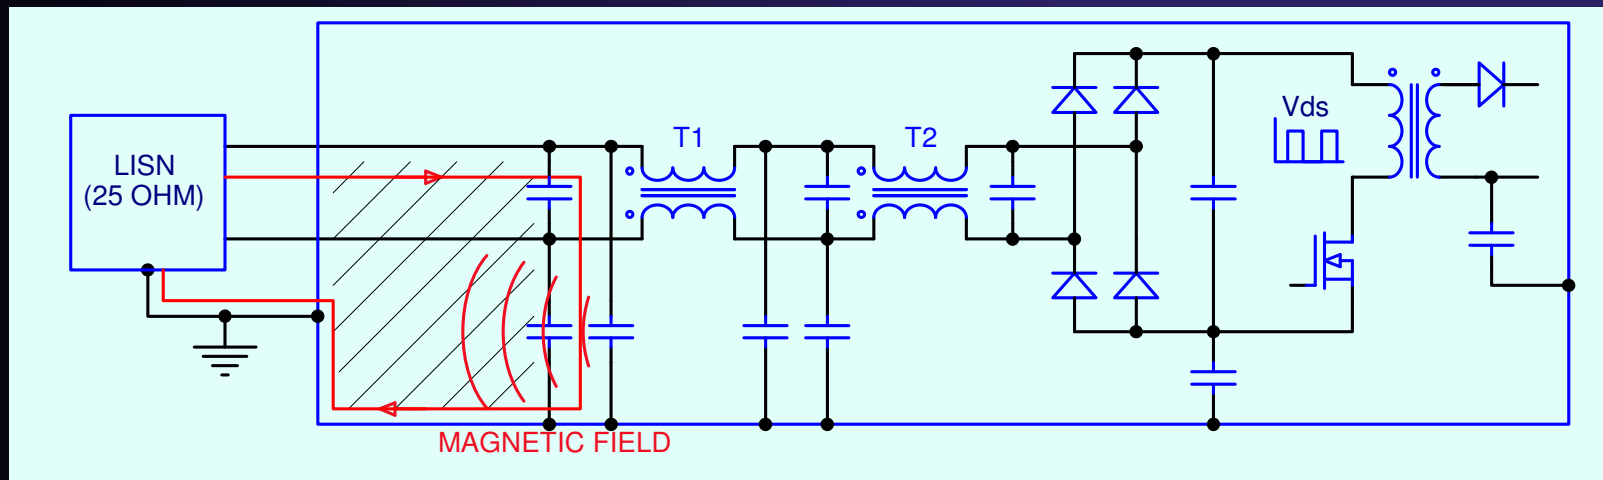 T1
T2
Vds
LISN
(25 OHM)
MAGNETIC FIELD